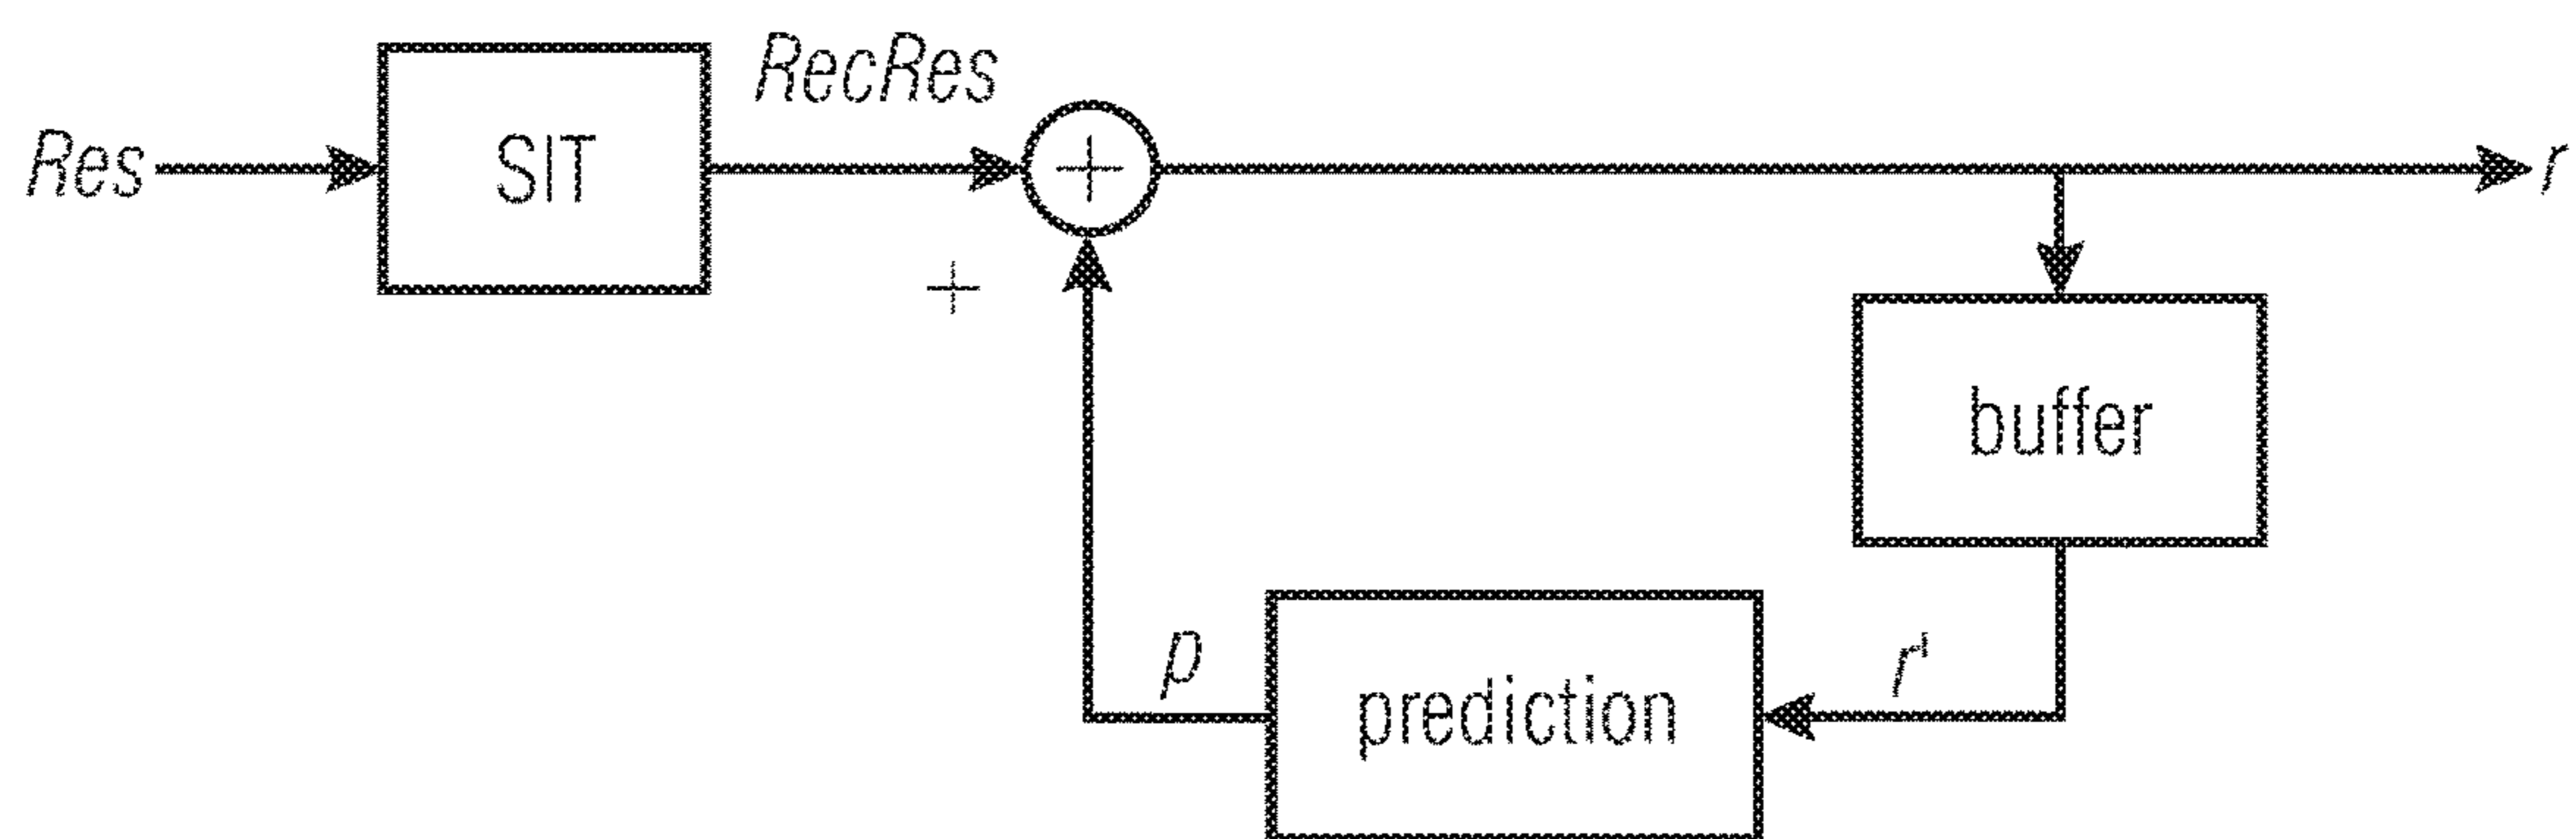 RecRes
Res
SIT
+
r
+
buffer
p
r'
prediction